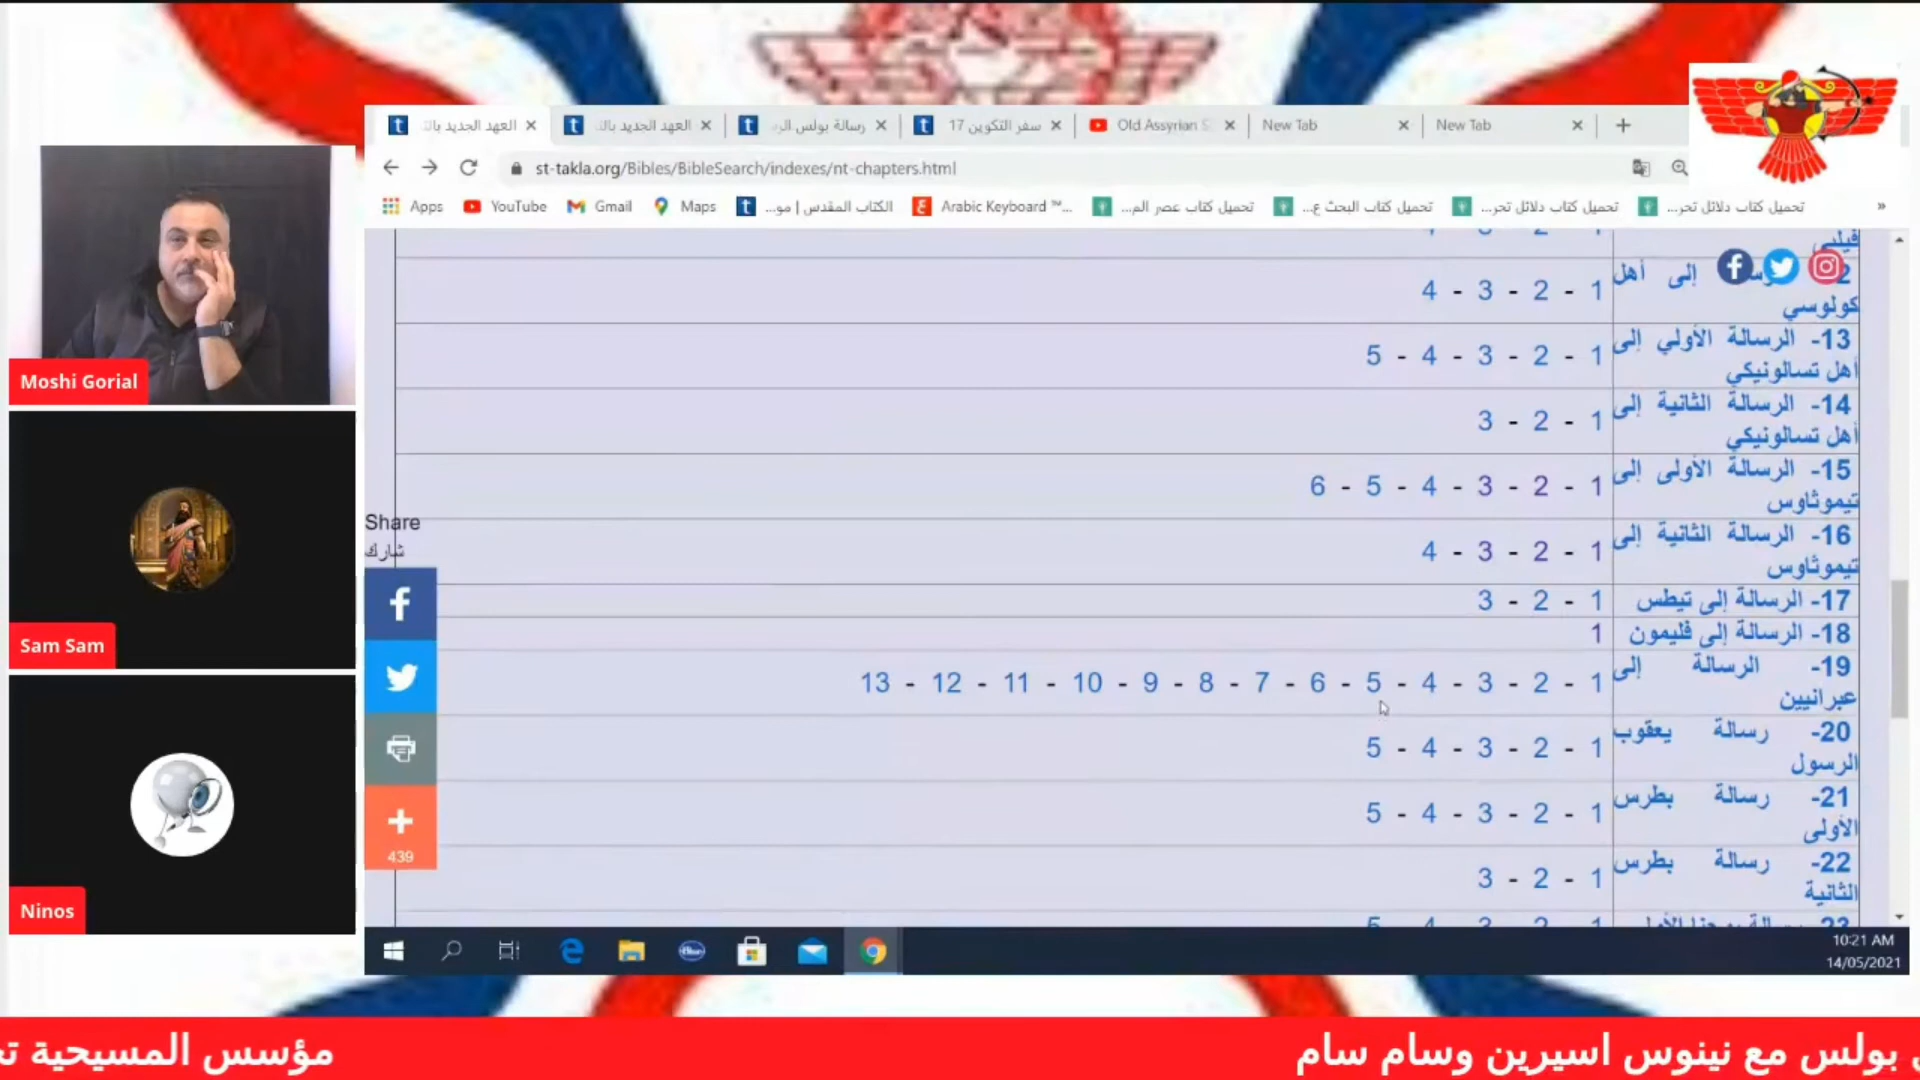 العهد الجديد بالـ
العهد الجديد بالـ
رسالة بولس الر
سفر التكوين 17
Old Assyrian S
New Tab
New Tab
st-takla.org/Bibles/BibleSearch/indexes/nt-chapters.html
Apps
YouTube
Gmail
Maps
الكتاب المقدس | مو...
Arabic Keyboard ™...
تحميل كتاب عصر الم...
تحميل كتاب البحث ع...
تحميل كتاب دلائل تحر...
تحميل كتاب دلائل تحر...
»
فيلبي
إلى أهل
كولوسي
1 - 2 - 3 - 4
13- الرسالة الأولي إلى
أهل تسالونيكي
1 - 2 - 3 - 4 - 5
14- الرسالة الثانية إلى
أهل تسالونيكي
1 - 2 - 3
15- الرسالة الأولى إلى
تيموثاوس
1 - 2 - 3 - 4 - 5 - 6
16- الرسالة الثانية إلى
تيموثاوس
1 - 2 - 3 - 4
17- الرسالة إلى تيطس
1 - 2 - 3
18- الرسالة إلى فليمون
1
19- الرسالة إلى
عبرانيين
1 - 2 - 3 - 4 - 5 - 6 - 7 - 8 - 9 - 10 - 11 - 12 - 13
20- رسالة يعقوب
الرسول
1 - 2 - 3 - 4 - 5
21- رسالة بطرس
الأولى
1 - 2 - 3 - 4 - 5
22- رسالة بطرس
الثانية
1 - 2 - 3
Share
شارك
439
Moshi Gorial
Sam Sam
Ninos
10:21 AM
14/05/2021
بولس مع نينوس اسيرين وسام سام
مؤسس المسيحية